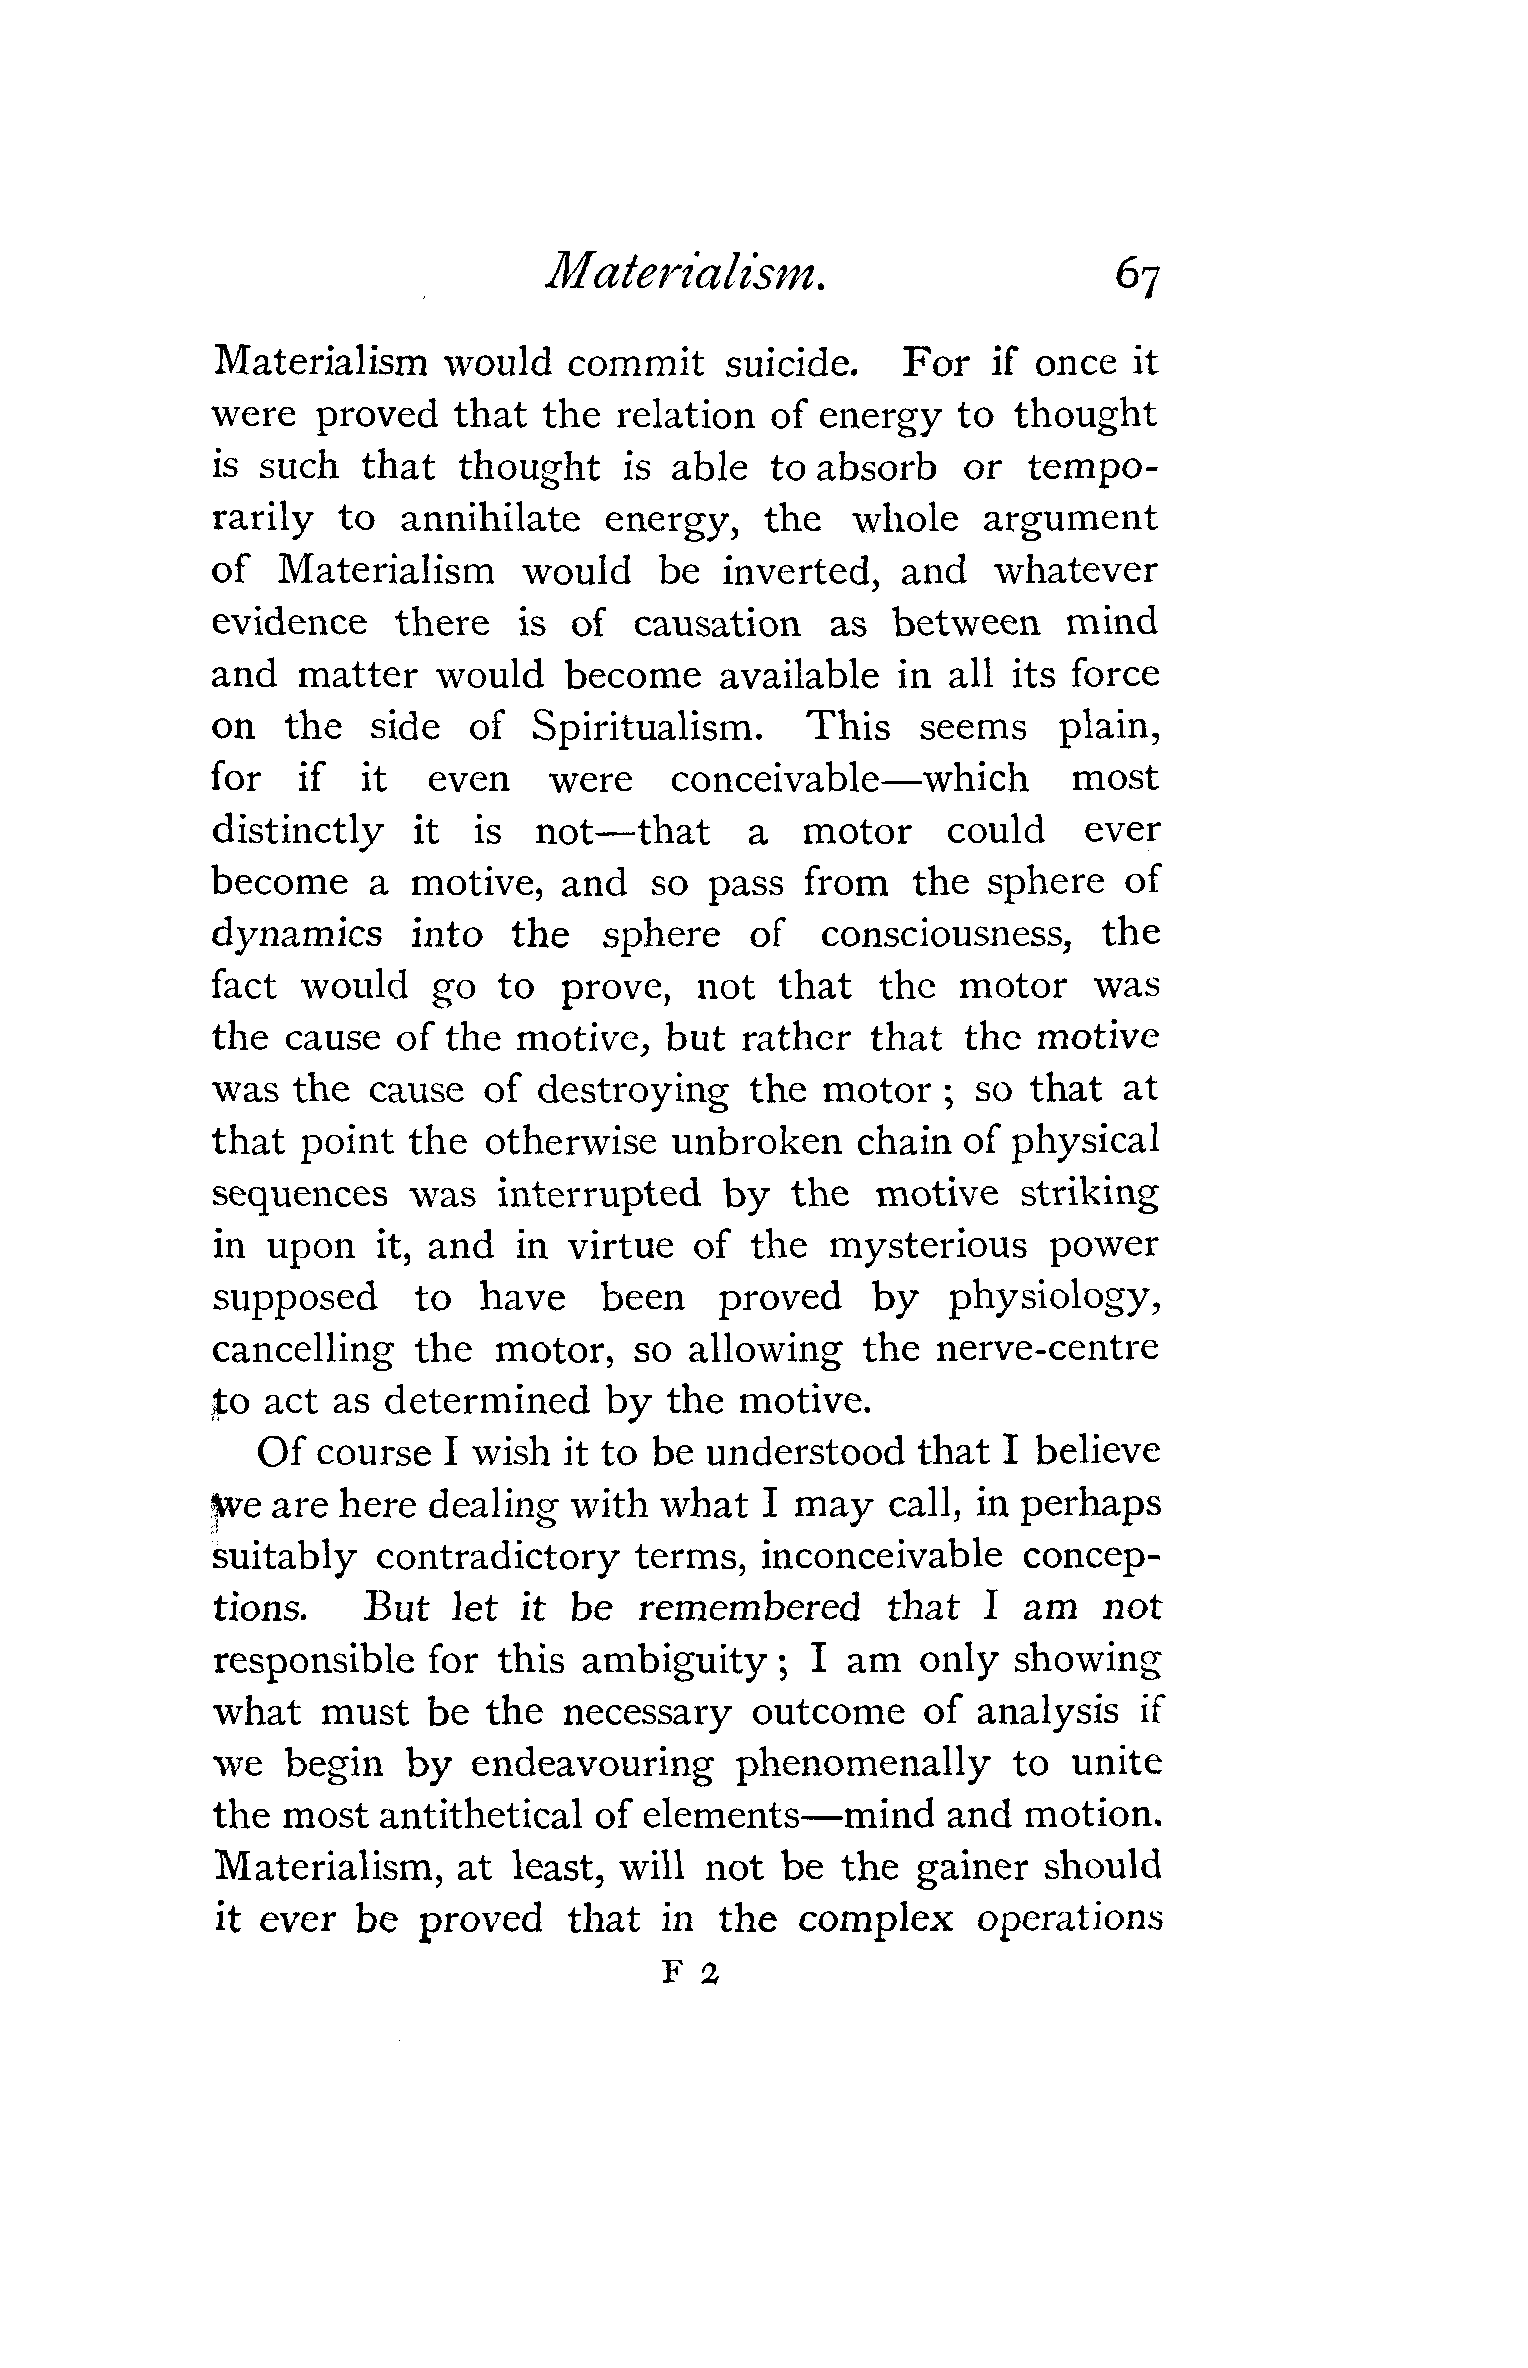 Materialism. 67
Materialism would commit suicide. For if once it
were proved that the relation of energy to thought
is such that thought is able to absorb or tempo-
rarily to annihilate energy, the whole argument
of Materialism would be inverted, and whatever
evidence there is of causation as between mind
and matter would become available in all its force
on the side of Spiritualism. This seems plain,
for if it even were conceivable—which most
distinctly it is not—that a motor could ever
become a motive, and so pass from the sphere of
dynamics into the sphere of consciousness, the
fact would go to prove, not that the motor was
the cause of the motive, but rather that the motive
was the cause of destroying the motor ; so that at
that point the otherwise unbroken chain of physical
sequences was interrupted by the motive striking
in upon it, and in virtue of the mysterious power
supposed to have been proved by physiology,
cancelling the motor, so allowing the nerve-centre
to act as determined by the motive.
Of course I wish it to be understood that I believe
we are here dealing with what I may call, in perhaps
suitably contradictory terms, inconceivable concep-
tions. But let it be remembered that I am not
responsible for this ambiguity ; I am only showing
what must be the necessary outcome of analysis if
we begin by endeavouring phenomenally to unite
the most antithetical of elements—mind and motion.
Materialism, at least, will not be the gainer should
it ever be proved that in the complex operations
F 2